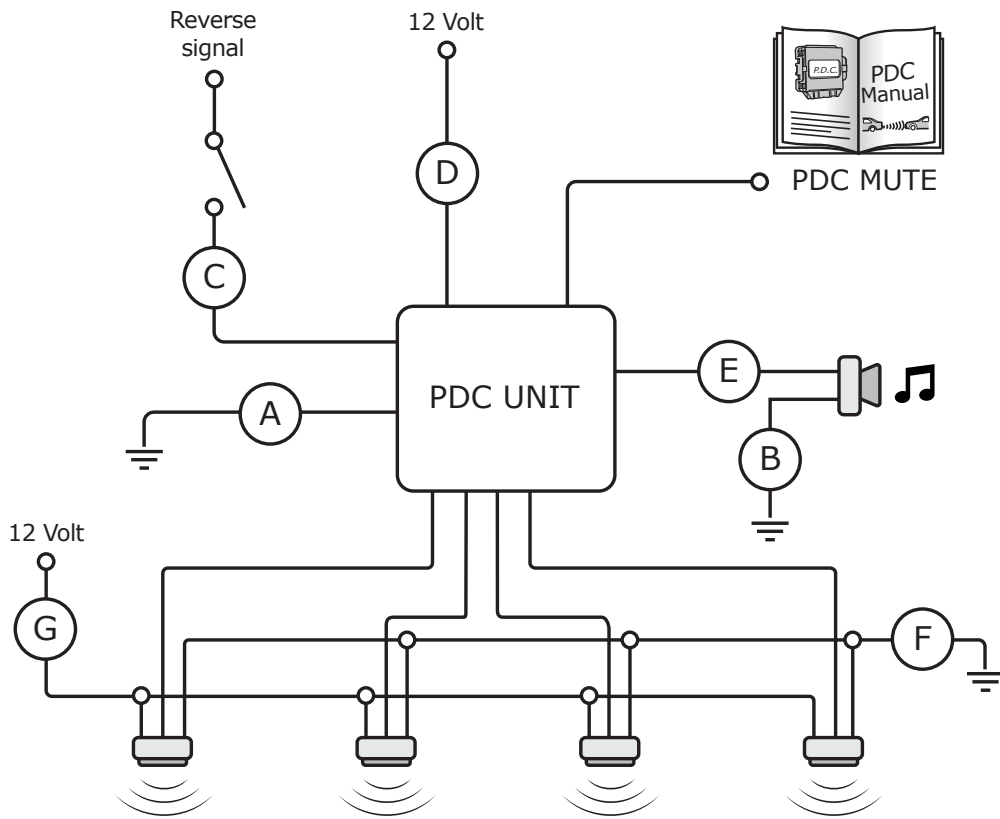 Reverse
signal
12 Volt
P.D.C.
PDC
Manual
PDC MUTE
D
C
PDC UNIT
E
A
B
12 Volt
G
F